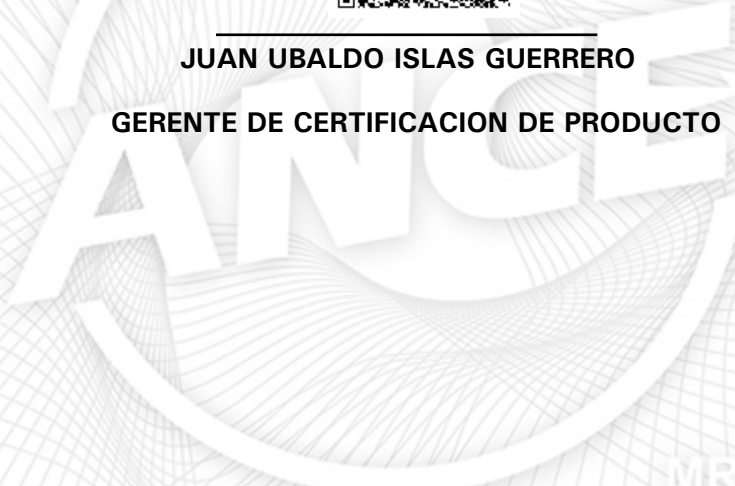 JUAN UBALDO ISLAS GUERRERO
GERENTE DE CERTIFICACION DE PRODUCTO
ANCE
MR